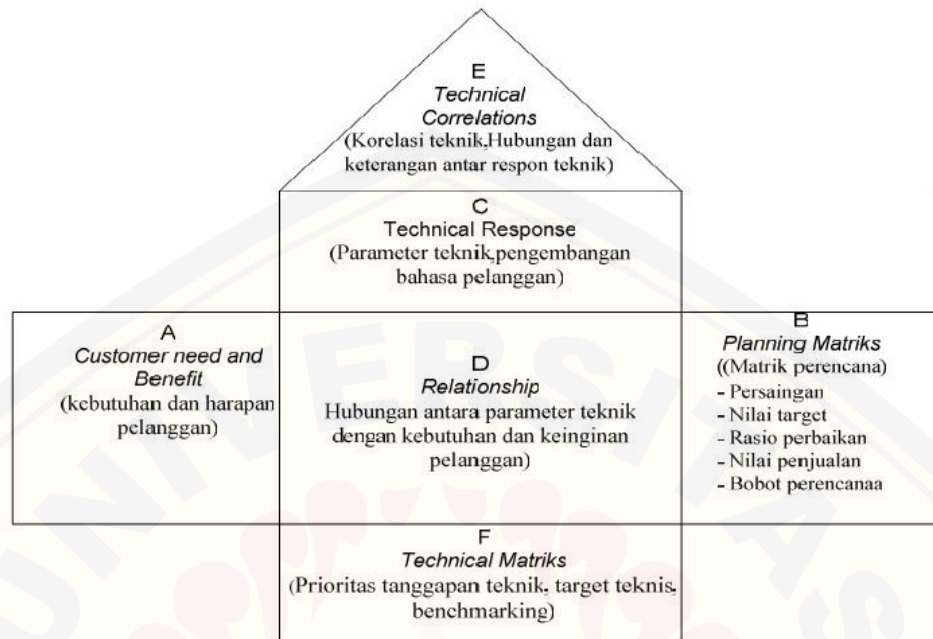 E
Technical
Correlations
(Korelasi teknik,Hubungan dan
keterangan antar respon teknik)
C
Technical Response
(Parameter teknik,pengembangan
bahasa pelanggan)
A
Customer need and
Benefit
(kebutuhan dan harapan
pelanggan)
D
Relationship
Hubungan antara parameter teknik
dengan kebutuhan dan keinginan
pelanggan)
B
Planning Matriks
((Matrik perencana)
- Persaingan
- Nilai target
- Rasio perbaikan
- Nilai penjualan
- Bobot perencanaa
F
Technical Matriks
(Prioritas tanggapan teknik, target teknis,
benchmarking)
UNIVERSITAS